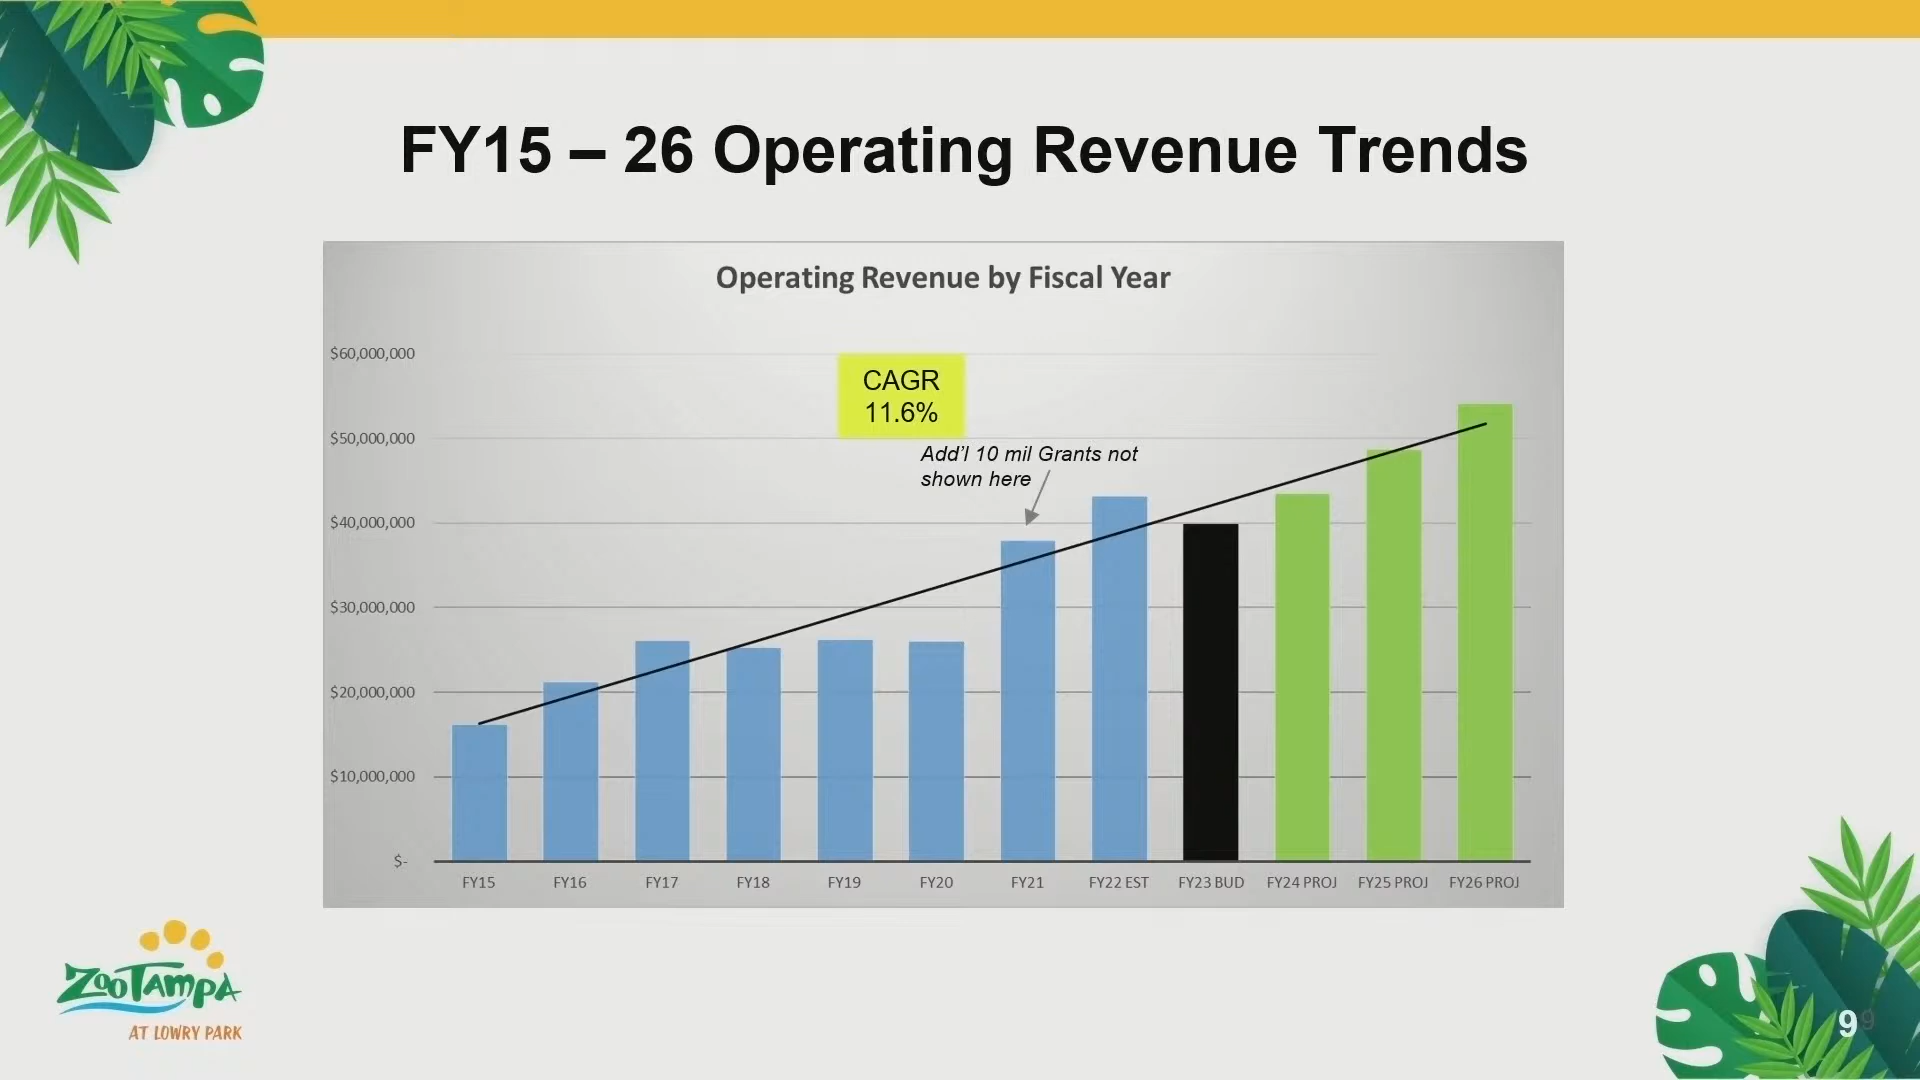 FY15 – 26 Operating Revenue Trends
Operating Revenue by Fiscal Year
$60,000,000
CAGR
11.6%
$50,000,000
Add'l 10 mil Grants not
shown here
$40,000,000
$30,000,000
$20,000,000
$10,000,000
$-
FY15 FY16 FY17 FY18 FY19 FY20 FY21 FY22 EST FY23 BUD FY24 PROJ FY25 PROJ FY26 PROJ
ZooTampa
AT LOWRY PARK
9 9